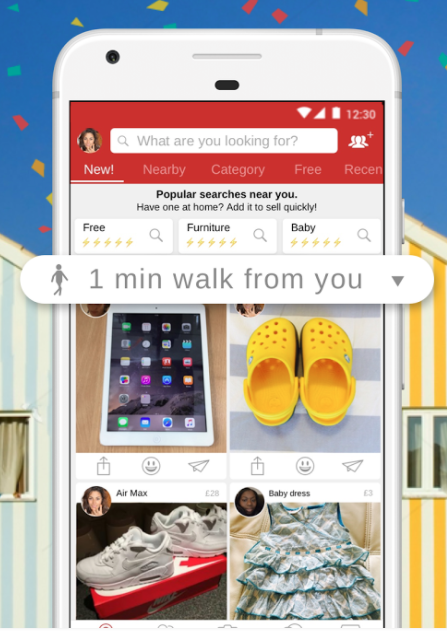 12:30
What are you looking for?
New! Nearby Category Free Recen
Popular searches near you.
Have one at home? Add it to sell quickly!
Free Furniture Baby
1 min walk from you
Air Max £28 Baby dress £3